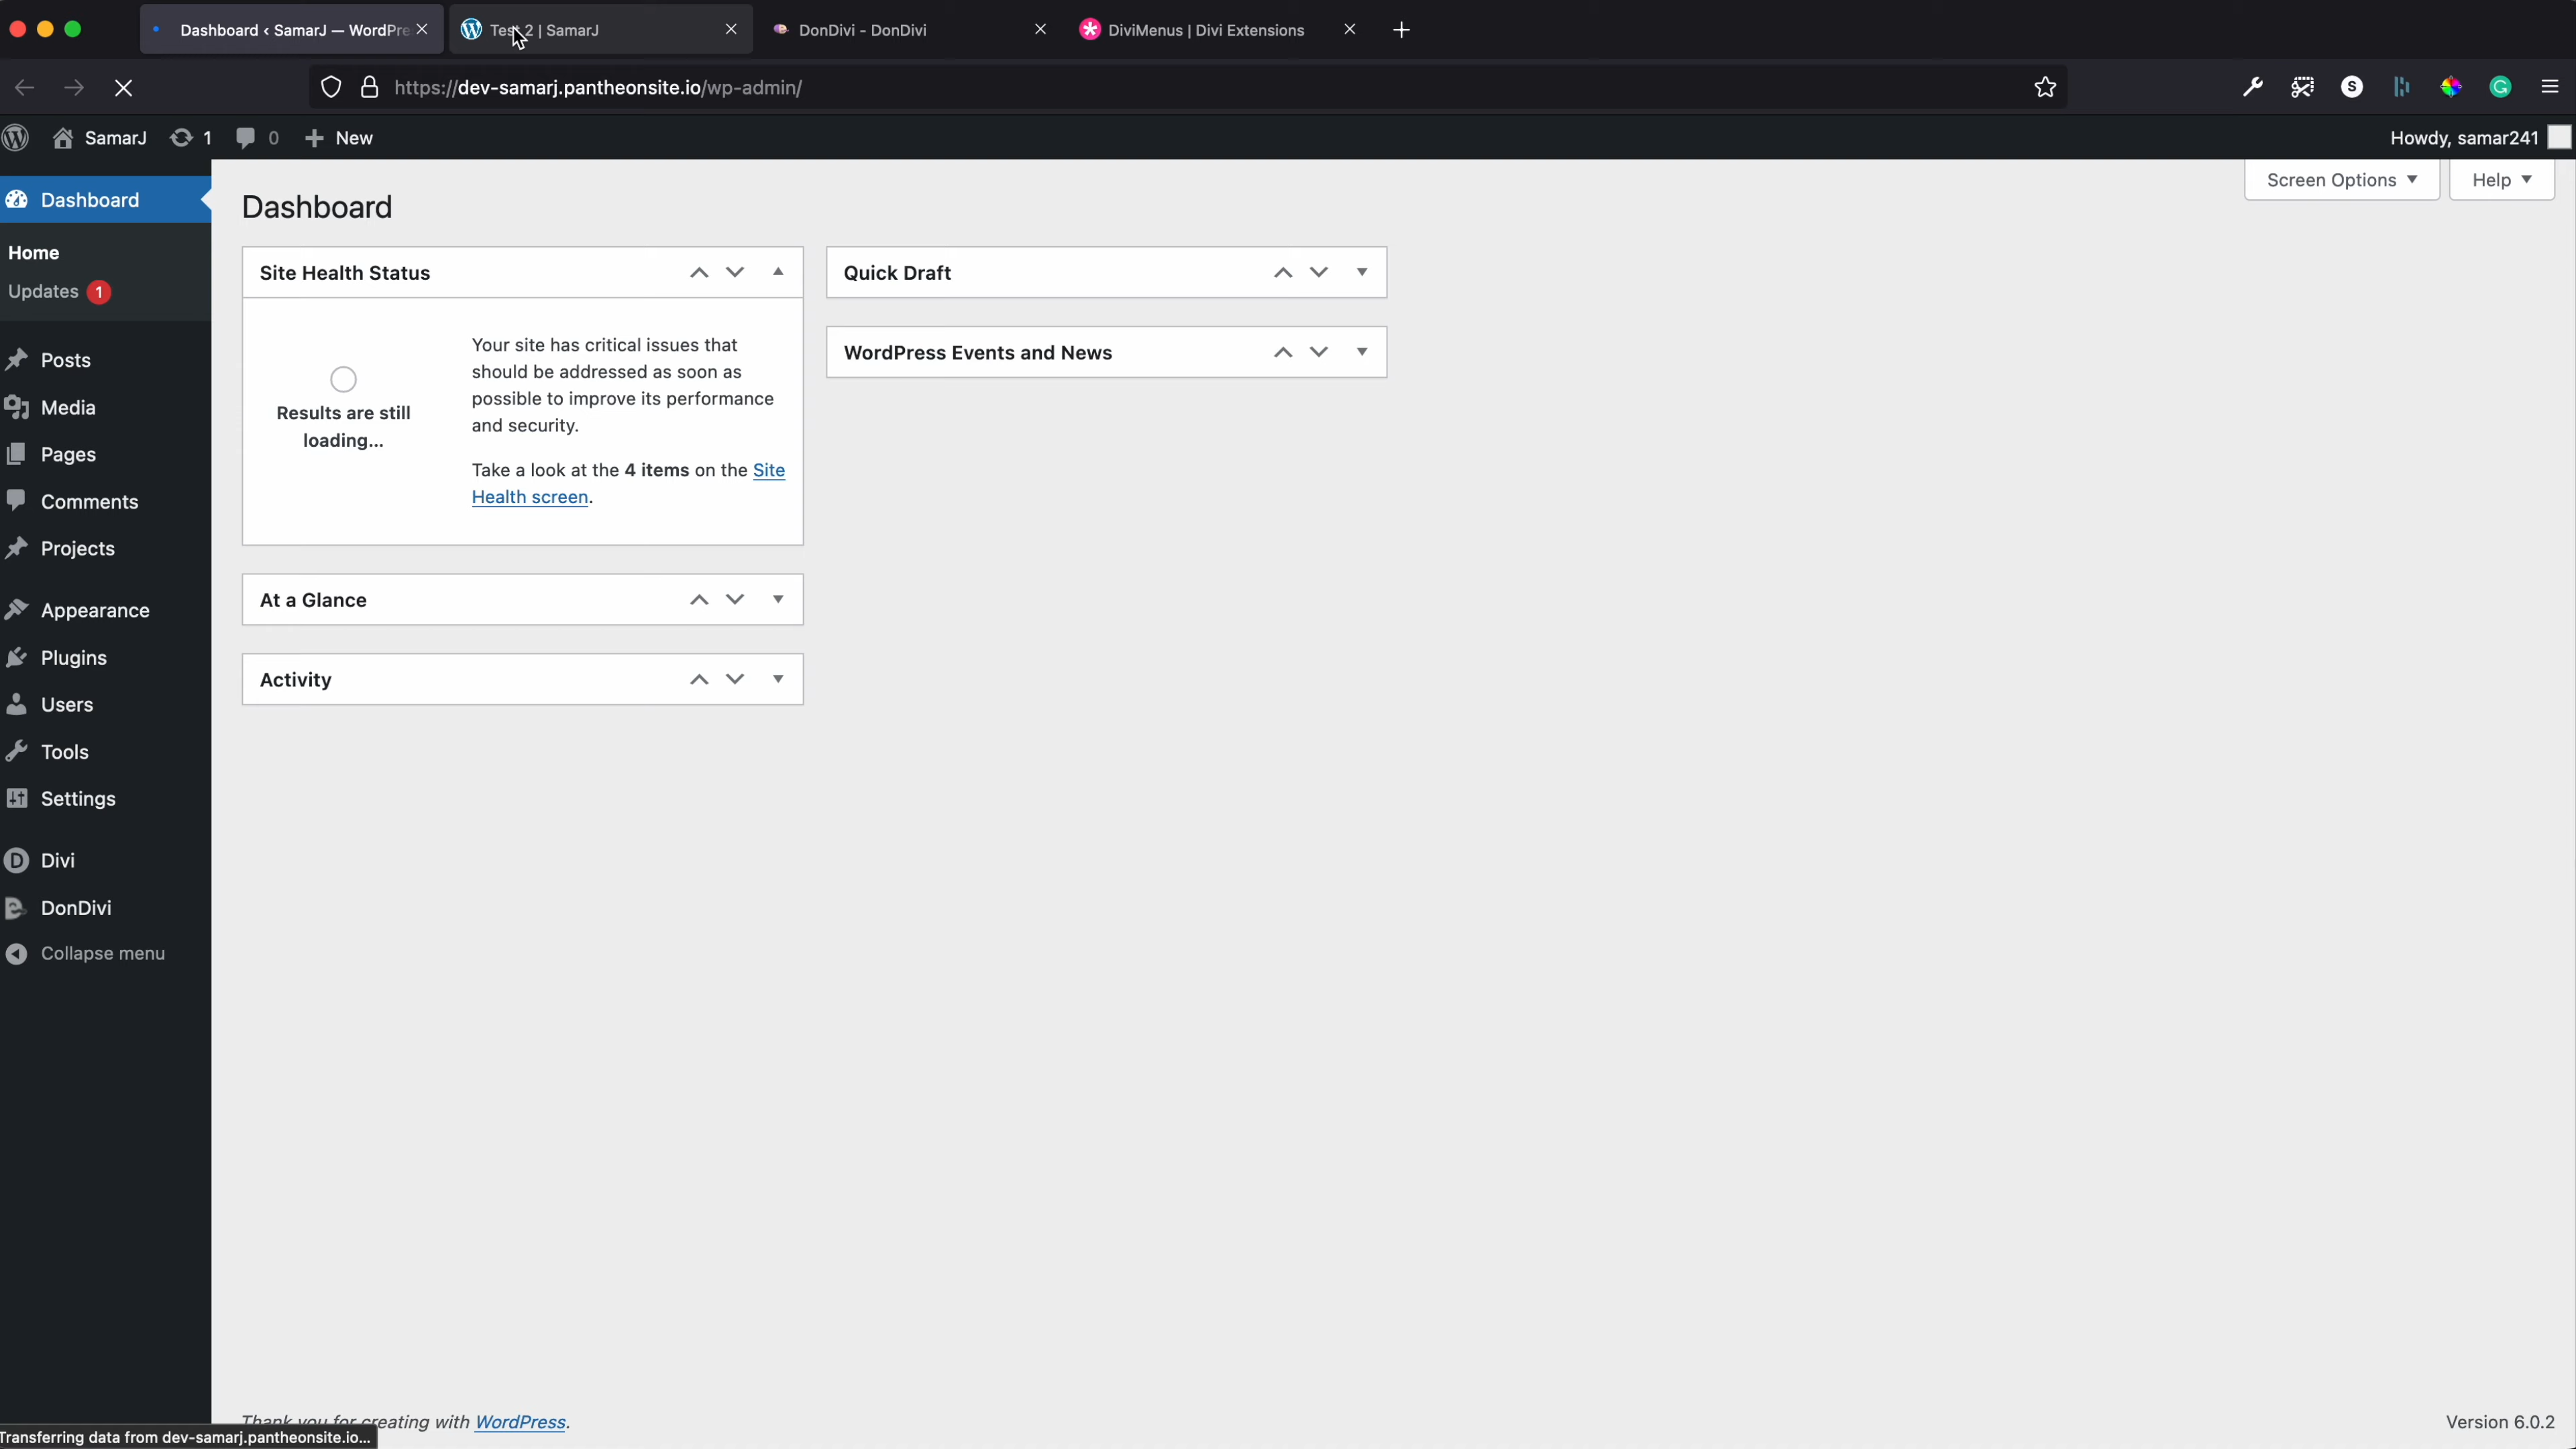 Dashboard ‹ SamarJ — WordPre
Test 2 | SamarJ
DonDivi - DonDivi
DiviMenus | Divi Extensions
https://dev-samarj.pantheonsite.io/wp-admin/
SamarJ
1
0
New
Howdy, samar241
Screen Options
Help
Dashboard
Home
Updates 1
Posts
Media
Pages
Comments
Projects
Appearance
Plugins
Users
Tools
Settings
Divi
DonDivi
Collapse menu
Dashboard
Site Health Status
Results are still
loading...
Your site has critical issues that
should be addressed as soon as
possible to improve its performance
and security.
Take a look at the 4 items on the Site
Health screen.
At a Glance
Activity
Quick Draft
WordPress Events and News
Thank you for creating with WordPress.
Version 6.0.2
Transferring data from dev-samarj.pantheonsite.io...